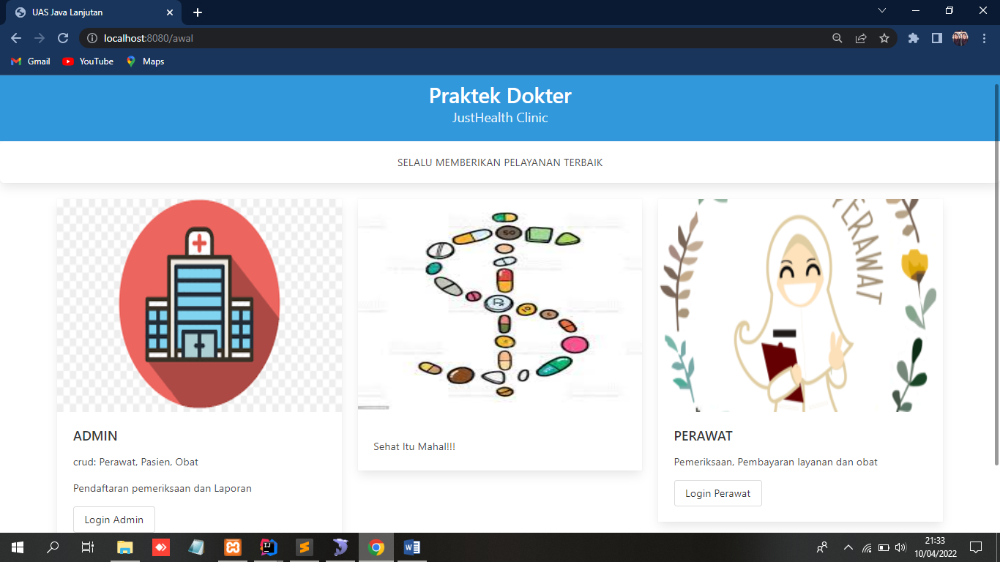 UAS Java Lanjutan
localhost:8080/awal
Gmail
YouTube
Maps
Praktek Dokter
JustHealth Clinic
SELALU MEMBERIKAN PELAYANAN TERBAIK
PERAWAT
ADMIN
crud: Perawat, Pasien, Obat
Pendaftaran pemeriksaan dan Laporan
Login Admin
Sehat Itu Mahal!!!
PERAWAT
Pemeriksaan, Pembayaran layanan dan obat
Login Perawat
21:33
10/04/2022